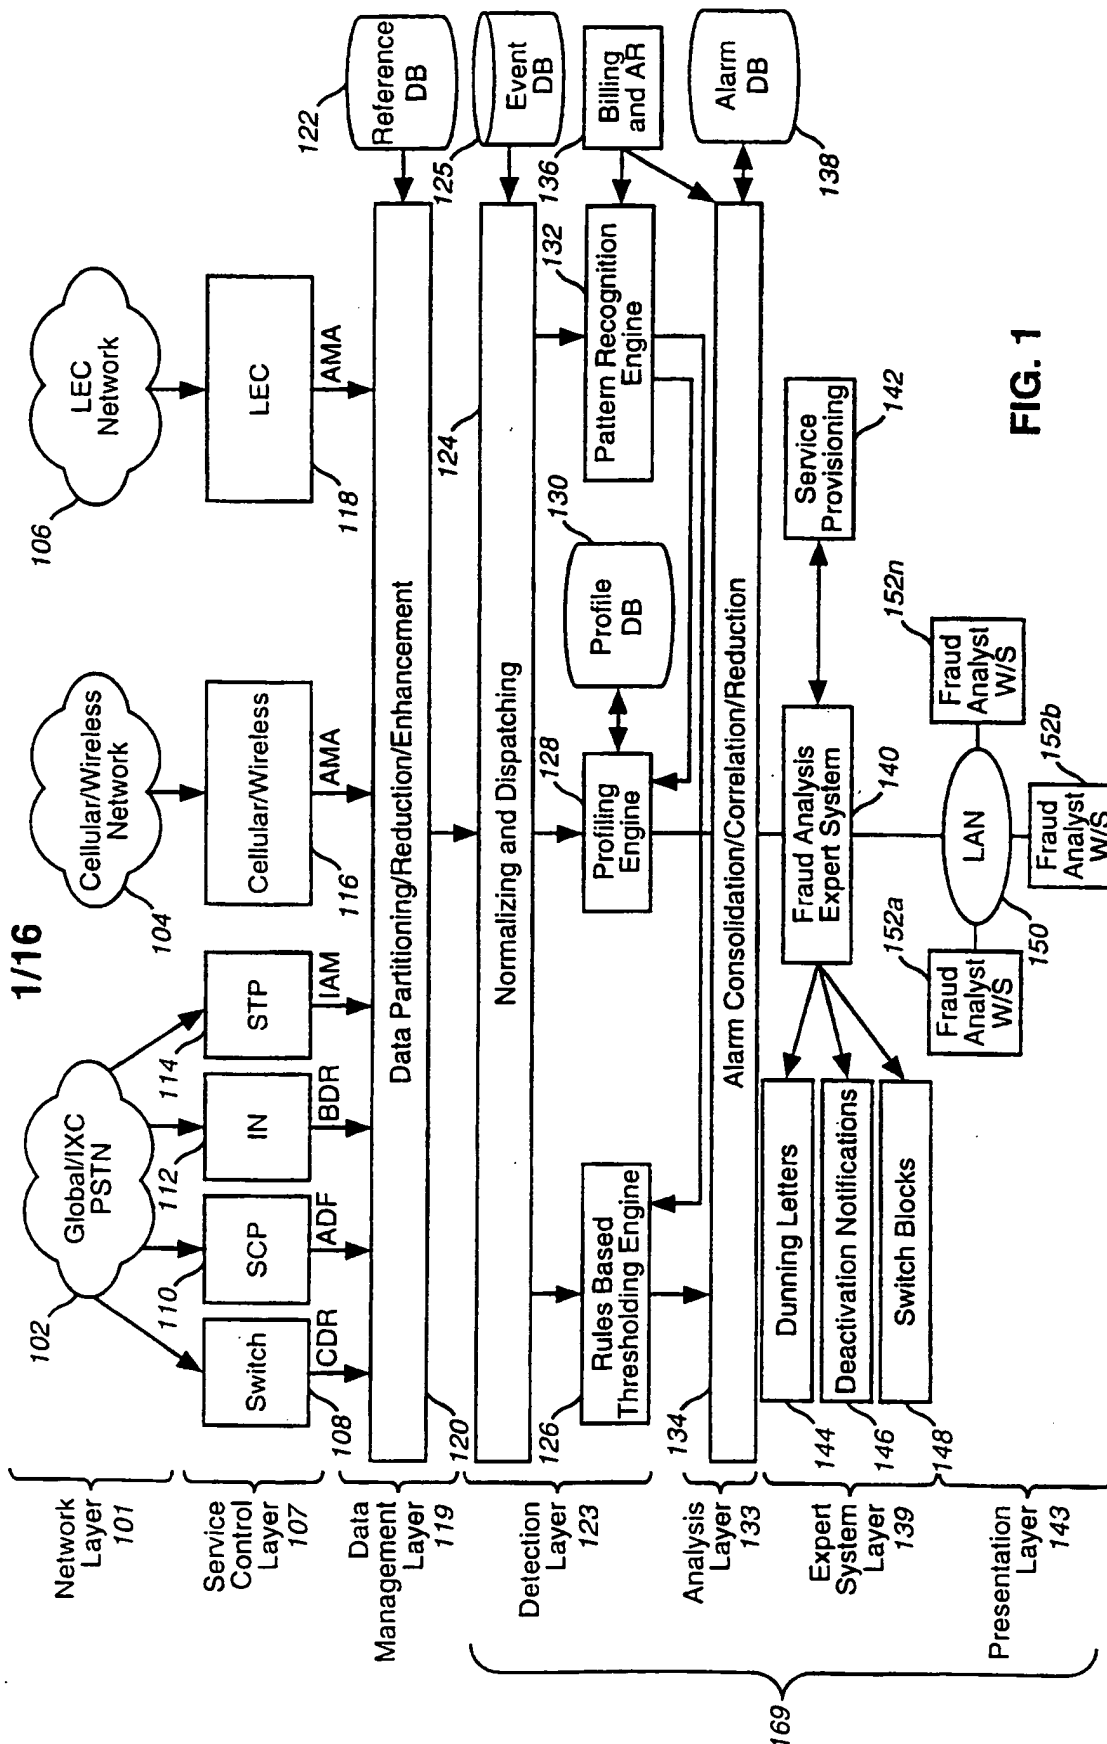 1/16
Network
Layer
101
Global/IXC
PSTN
102
Cellular/Wireless
Network
104
LEC
Network
106
Service
Control
Layer
107
Switch
108
SCP
110
IN
112
STP
114
Cellular/Wireless
116
LEC
118
CDR
ADF
BDR
IAM
AMA
AMA
Data
Management
Layer
119
Data Partitioning/Reduction/Enhancement
120
Reference
DB
122
Detection
Layer
123
Normalizing and Dispatching
124
Event
DB
125
Rules Based
Thresholding Engine
126
Profiling
Engine
128
Profile
DB
130
Pattern Recognition
Engine
132
Billing
and AR
136
Analysis
Layer
133
Alarm Consolidation/Correlation/Reduction
134
Alarm
DB
138
Expert
System
Layer
139
Dunning Letters
144
Deactivation Notifications
146
Switch Blocks
148
Fraud Analysis
Expert System
140
Service
Provisioning
142
Presentation
Layer
143
Fraud
Analyst
W/S
152a
LAN
150
Fraud
Analyst
W/S
152b
Fraud
Analyst
W/S
152n
169
FIG. 1